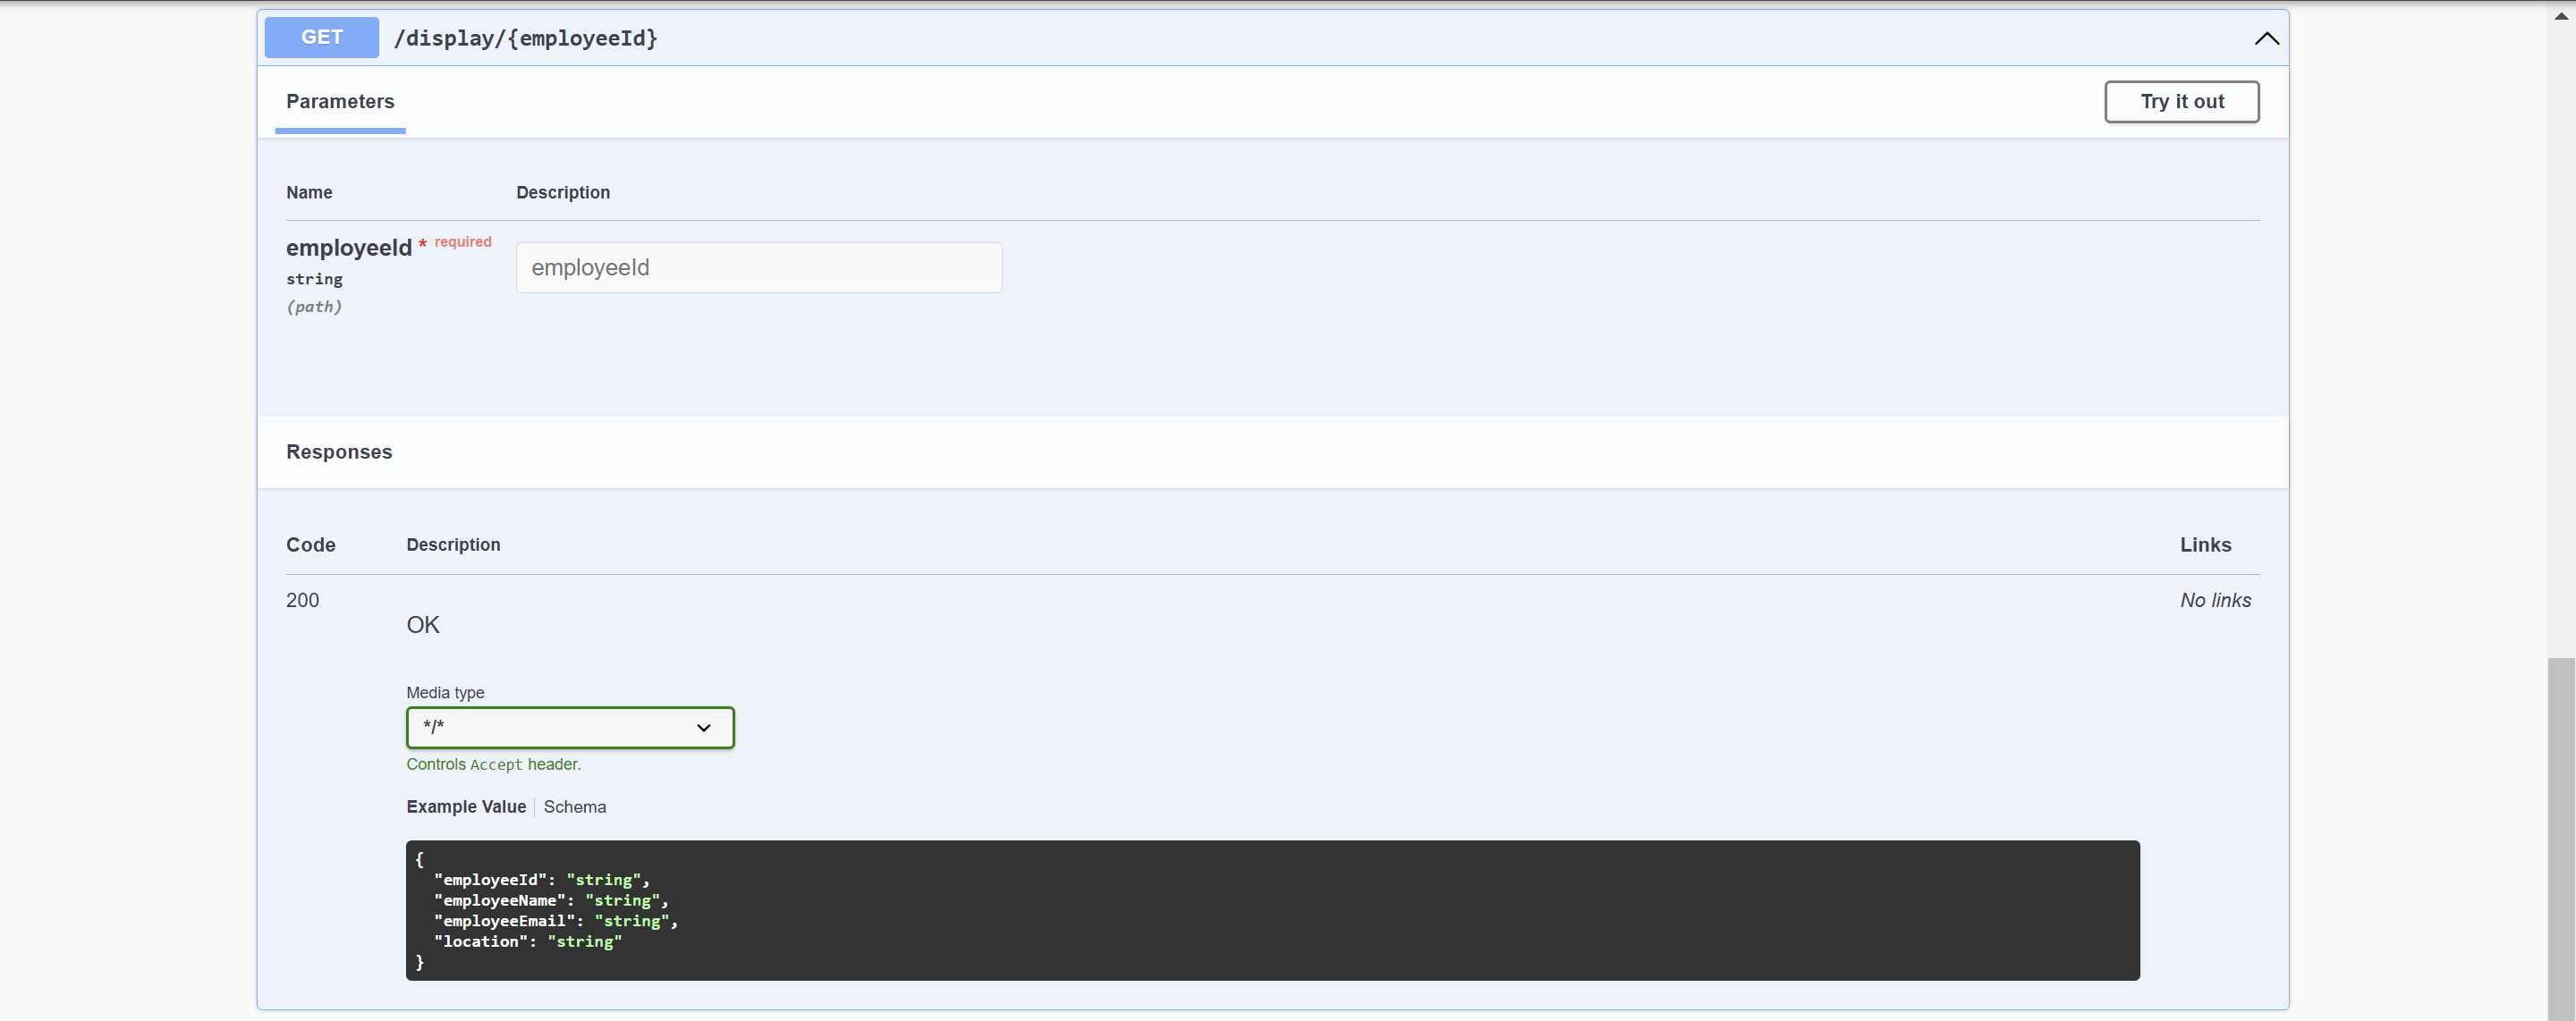 GET /display/{employeeId}
Parameters
Try it out
Name Description
employeeId * required
string
(path)
employeeId
Responses
Code Description Links
200 No links
OK
Media type
*/*
Controls Accept header.
Example Value Schema
{
  "employeeId": "string",
  "employeeName": "string",
  "employeeEmail": "string",
  "location": "string"
}